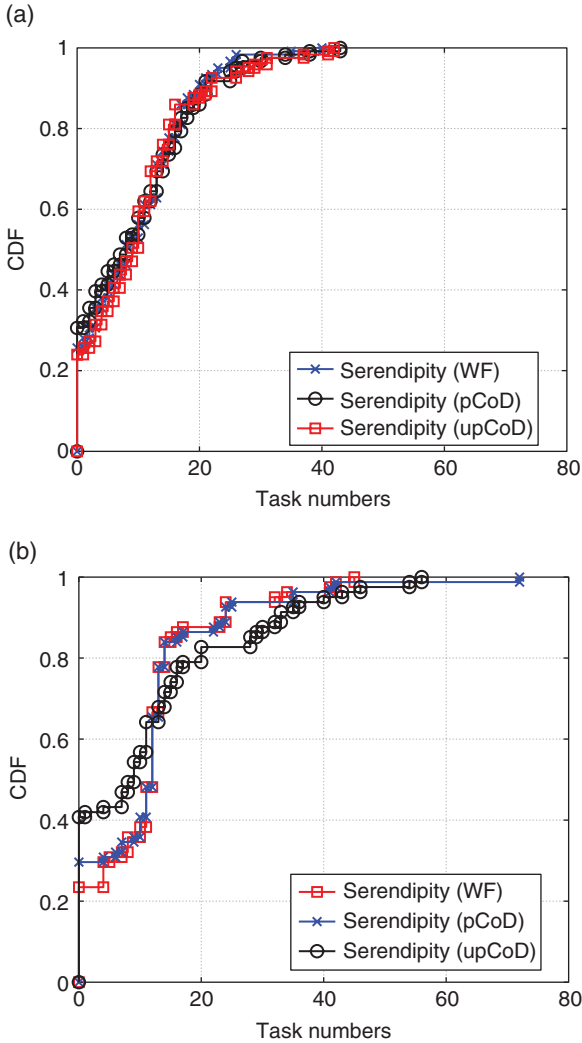 (a)
1
0.8
0.6
0.4
0.2
0
CDF
Serendipity (WF)
Serendipity (pCoD)
Serendipity (upCoD)
0 20 40 60 80
Task numbers
(b)
1
0.8
0.6
0.4
0.2
0
CDF
Serendipity (WF)
Serendipity (pCoD)
Serendipity (upCoD)
0 20 40 60 80
Task numbers